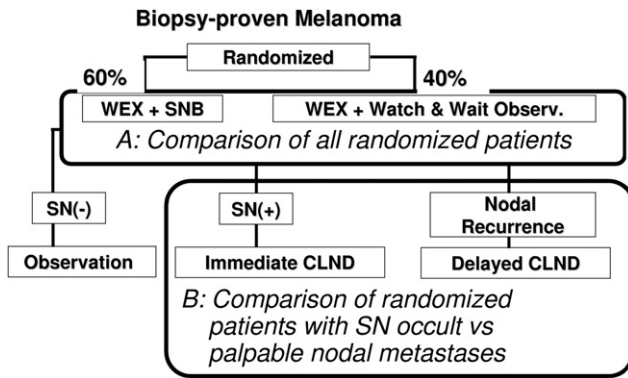 Biopsy-proven Melanoma
Randomized
60%
40%
WEX + SNB
WEX + Watch & Wait Observ.
A: Comparison of all randomized patients
SN(-)
SN(+)
Nodal
Recurrence
Observation
Immediate CLND
Delayed CLND
B: Comparison of randomized
patients with SN occult vs
palpable nodal metastases